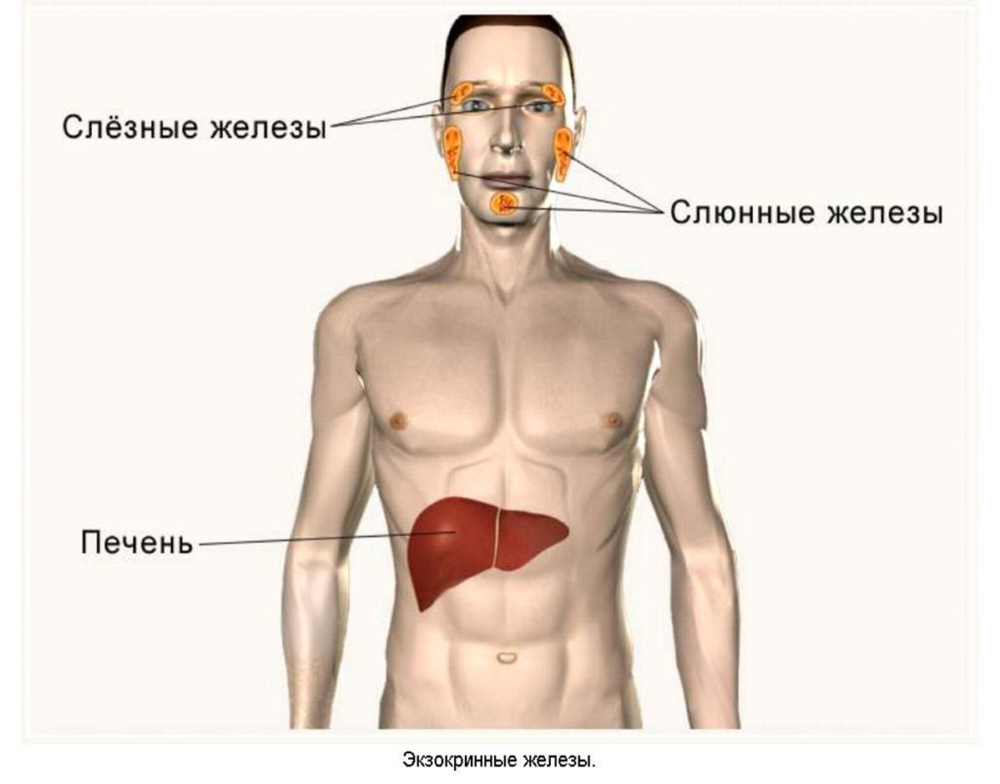 Слёзные железы
Слюнные железы
Печень
Экзокринные железы.